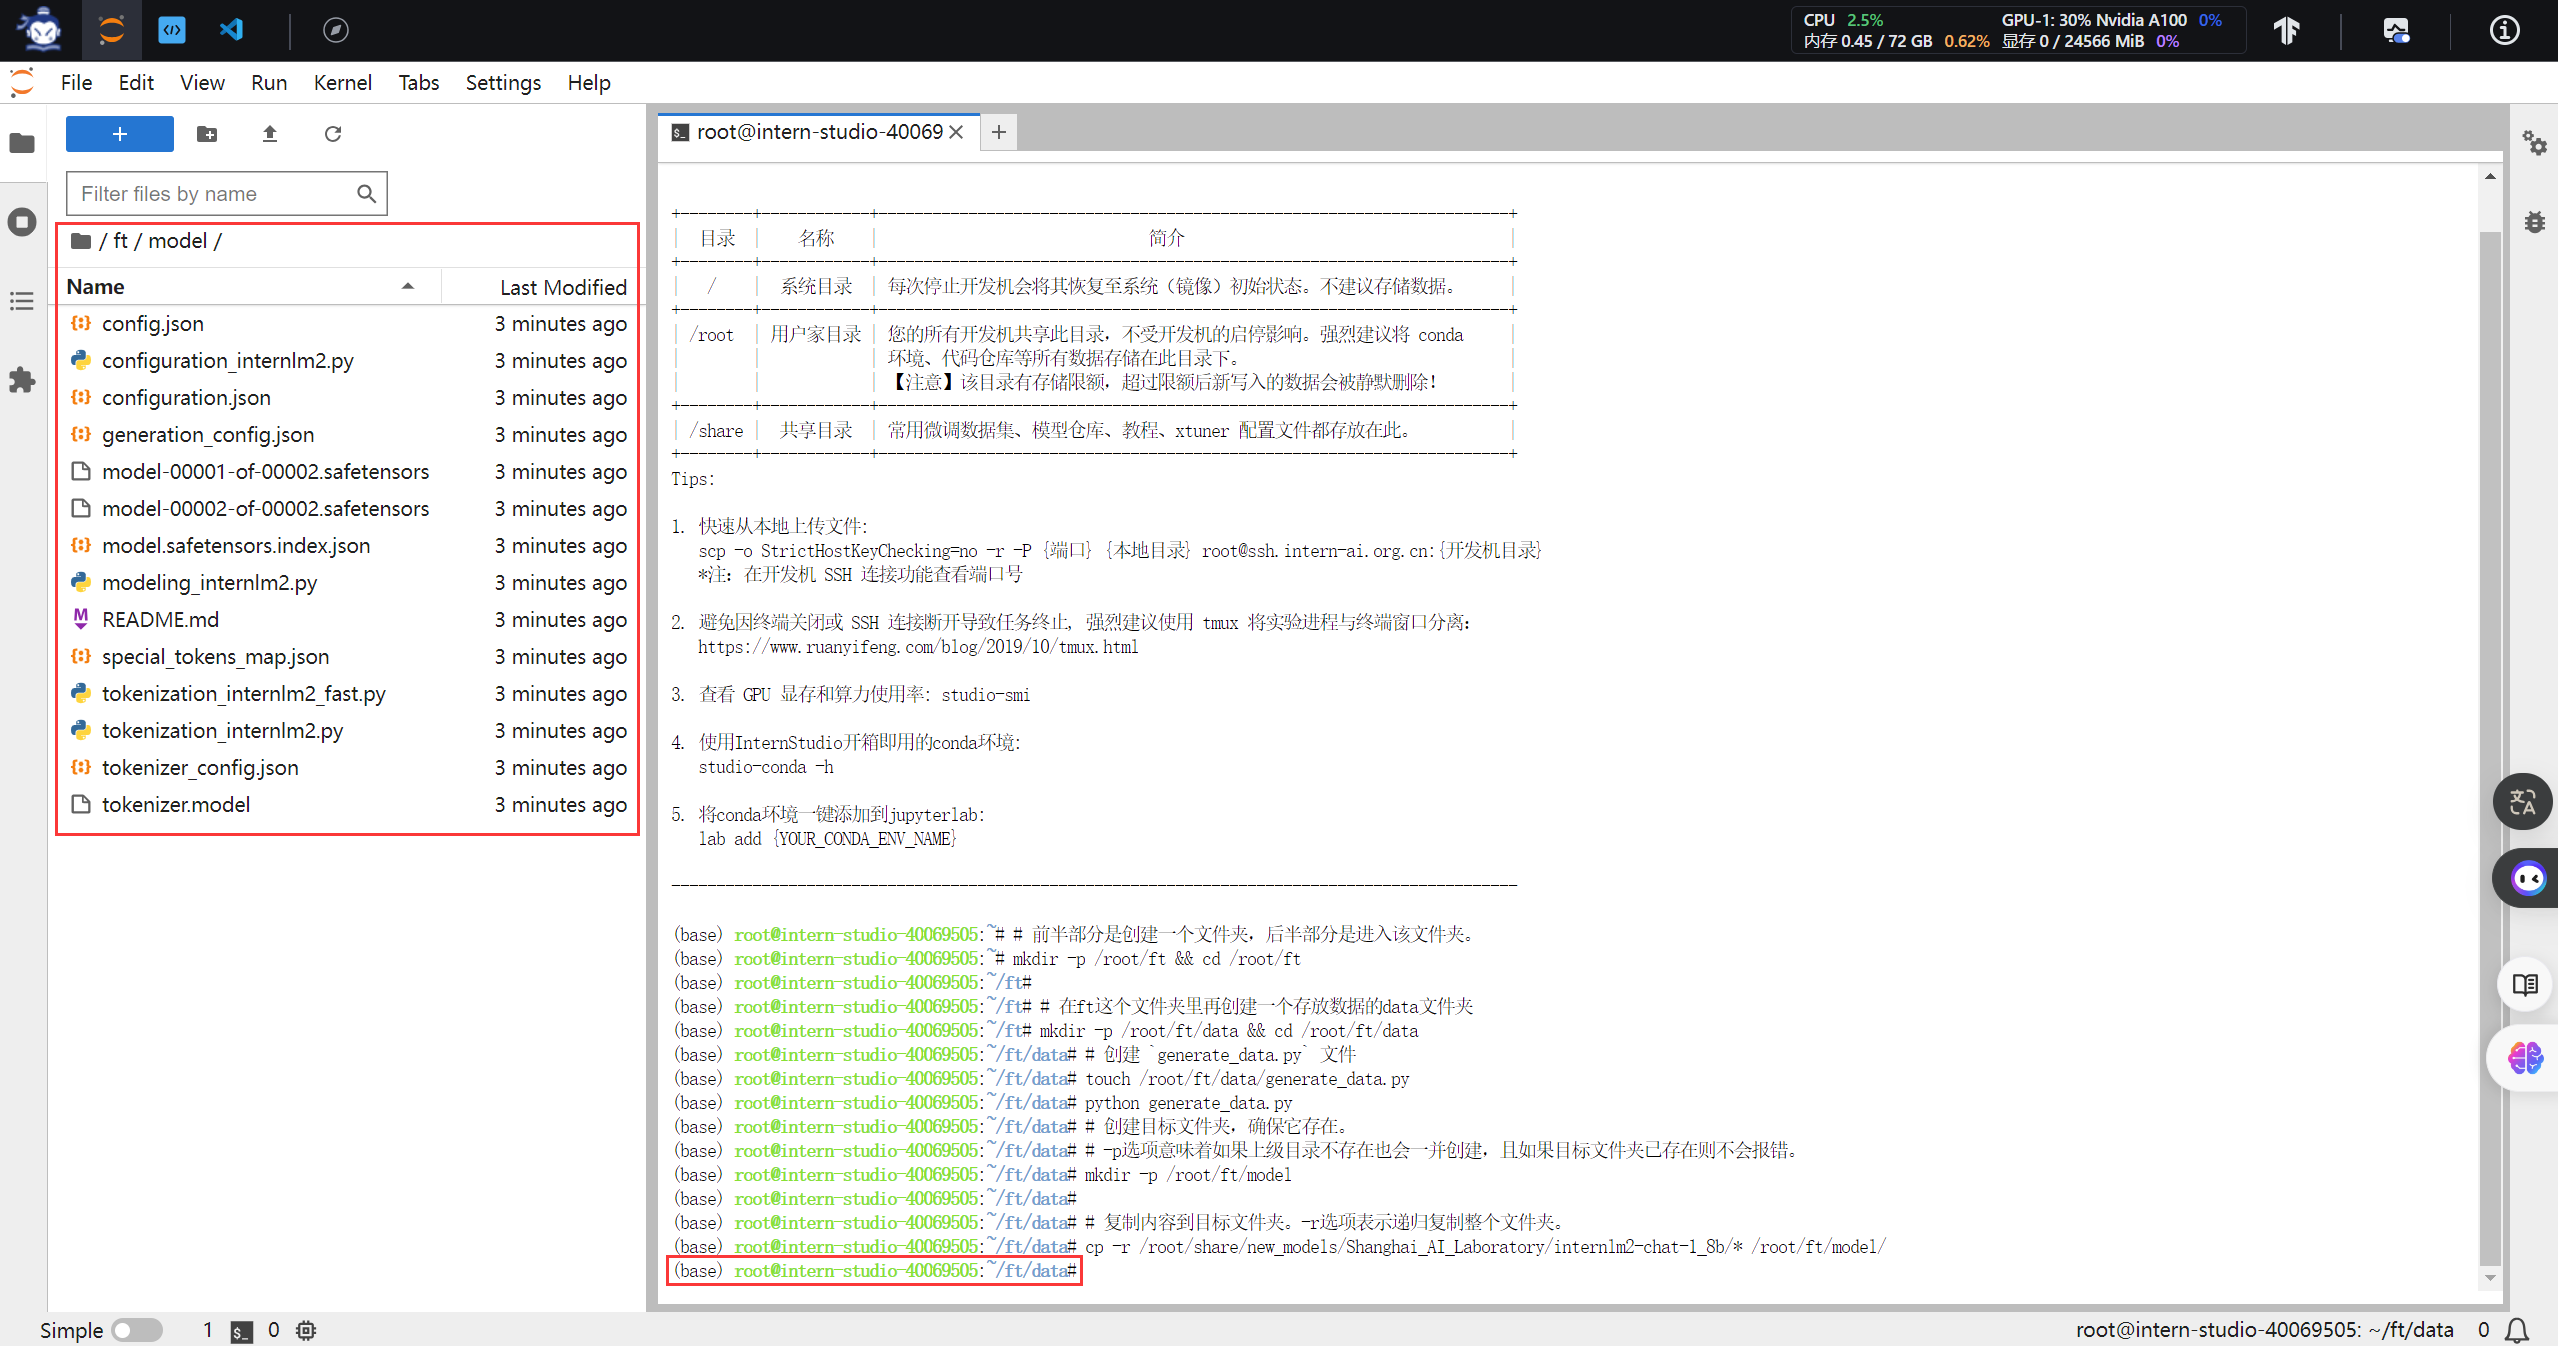 CPU 2.5%
GPU-1: 30% Nvidia A100 0%
内存 0.45 / 72 GB 0.62%
显存 0 / 24566 MiB 0%
File Edit View Run Kernel Tabs Settings Help
+
Filter files by name
/ ft / model /
Name Last Modified
config.json 3 minutes ago
configuration_internlm2.py 3 minutes ago
configuration.json 3 minutes ago
generation_config.json 3 minutes ago
model-00001-of-00002.safetensors 3 minutes ago
model-00002-of-00002.safetensors 3 minutes ago
model.safetensors.index.json 3 minutes ago
modeling_internlm2.py 3 minutes ago
README.md 3 minutes ago
special_tokens_map.json 3 minutes ago
tokenization_internlm2_fast.py 3 minutes ago
tokenization_internlm2.py 3 minutes ago
tokenizer_config.json 3 minutes ago
tokenizer.model 3 minutes ago
root@intern-studio-40069
目录 | 名称 | 简介
/ | 系统目录 | 每次停止开发机会将其恢复至系统（镜像）初始状态。不建议存储数据。
/root | 用户家目录 | 您的所有开发机共享此目录，不受开发机的启停影响。强烈建议将 conda
环境、代码仓库等所有数据存储在此目录下。
【注意】该目录有存储限额，超过限额后新写入的数据会被静默删除！
/share | 共享目录 | 常用微调数据集、模型仓库、教程、xtuner 配置文件都存放在此。
Tips:
1. 快速从本地上传文件:
scp -o StrictHostKeyChecking=no -r -P {端口} {本地目录} root@ssh.intern-ai.org.cn:{开发机目录}
*注: 在开发机 SSH 连接功能查看端口号
2. 避免因终端关闭或 SSH 连接断开导致任务终止, 强烈建议使用 tmux 将实验进程与终端窗口分离:
https://www.ruanyifeng.com/blog/2019/10/tmux.html
3. 查看 GPU 显存和算力使用率: studio-smi
4. 使用InternStudio开箱即用的conda环境:
studio-conda -h
5. 将conda环境一键添加到jupyterlab:
lab add {YOUR_CONDA_ENV_NAME}
(base) root@intern-studio-40069505:~# # 前半部分是创建一个文件夹，后半部分是进入该文件夹。
(base) root@intern-studio-40069505:~# mkdir -p /root/ft && cd /root/ft
(base) root@intern-studio-40069505:~/ft#
(base) root@intern-studio-40069505:~/ft# # 在ft这个文件夹里再创建一个存放数据的data文件夹
(base) root@intern-studio-40069505:~/ft# mkdir -p /root/ft/data && cd /root/ft/data
(base) root@intern-studio-40069505:~/ft/data# # 创建 `generate_data.py` 文件
(base) root@intern-studio-40069505:~/ft/data# touch /root/ft/data/generate_data.py
(base) root@intern-studio-40069505:~/ft/data# python generate_data.py
(base) root@intern-studio-40069505:~/ft/data# # 创建目标文件夹，确保它存在。
(base) root@intern-studio-40069505:~/ft/data# # -p选项意味着如果上级目录不存在也会一并创建，且如果目标文件夹已存在则不会报错。
(base) root@intern-studio-40069505:~/ft/data# mkdir -p /root/ft/model
(base) root@intern-studio-40069505:~/ft/data#
(base) root@intern-studio-40069505:~/ft/data# # 复制内容到目标文件夹。-r选项表示递归复制整个文件夹。
(base) root@intern-studio-40069505:~/ft/data# cp -r /root/share/new_models/Shanghai_AI_Laboratory/internlm2-chat-1_8b/* /root/ft/model/
(base) root@intern-studio-40069505:~/ft/data#
Simple 1 0 root@intern-studio-40069505: ~/ft/data 0